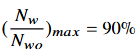 (N_w / N_wo)_max = 90%